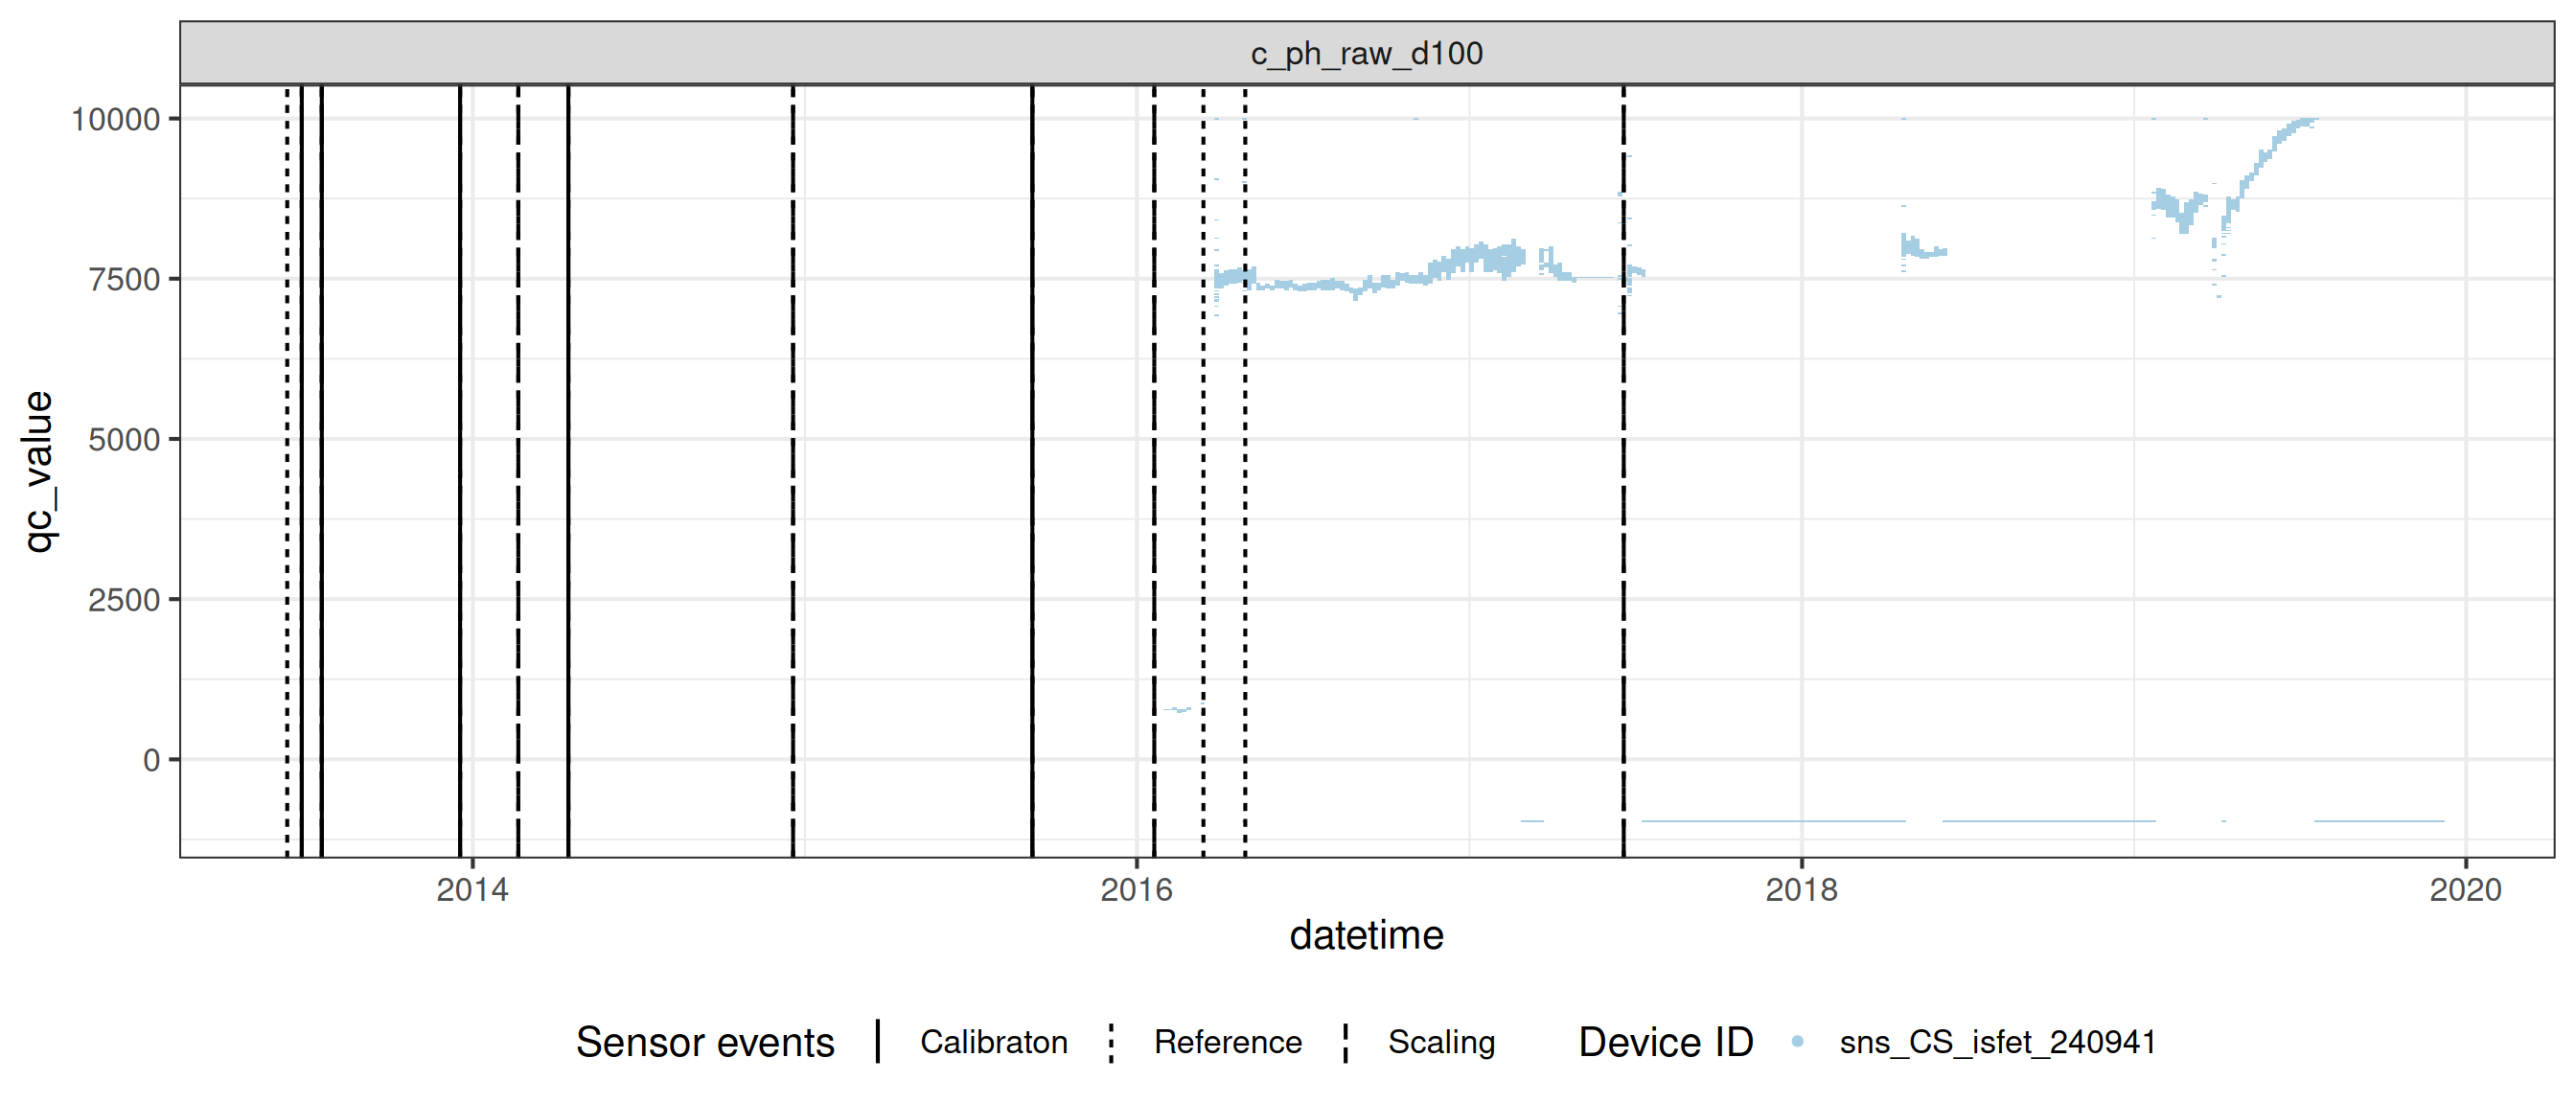 c_ph_raw_d100
10000
7500
5000
2500
0
qc_value
2014 2016 2018 2020
datetime
Sensor events Calibraton Reference Scaling Device ID sns_CS_isfet_240941